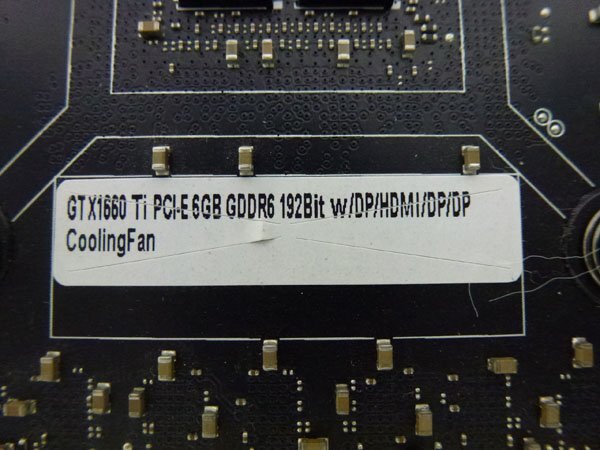 GTX1660 TI PCI-E 6GB GDDR6 192Bit w/DP/HDMI/DP/DP
CoolingFan